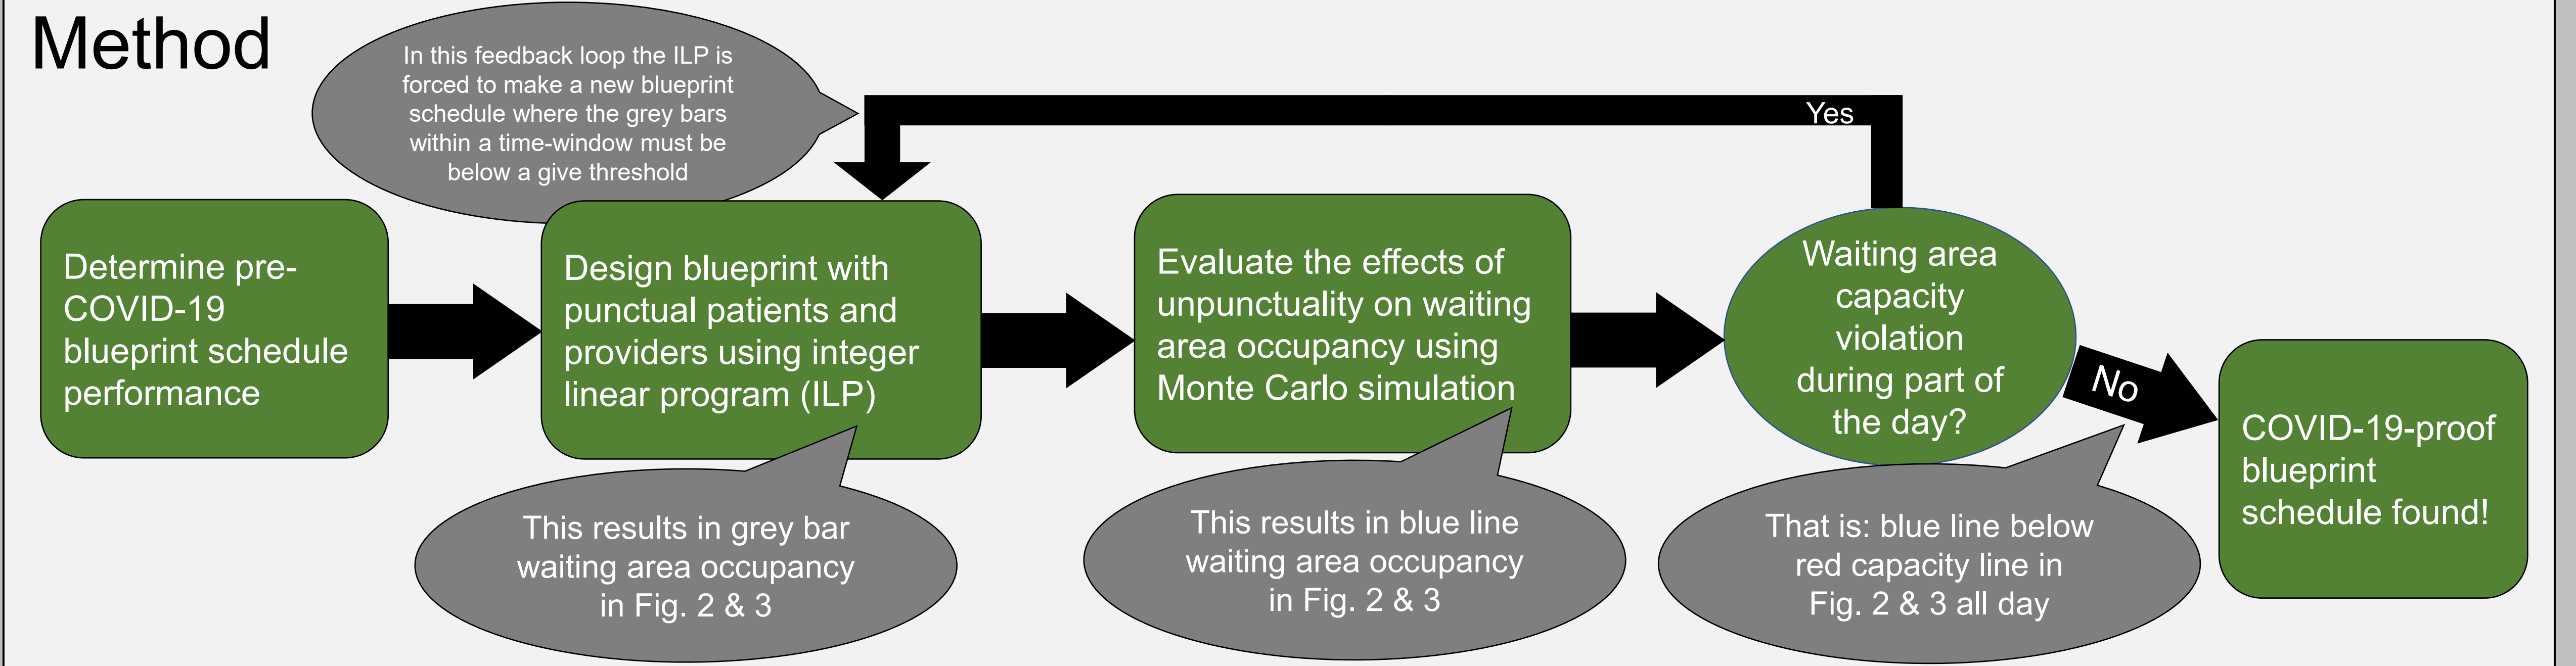 Method
In this feedback loop the ILP is
forced to make a new blueprint
schedule where the grey bars
within a time-window must be
below a give threshold
Yes
Determine pre-
COVID-19
blueprint schedule
performance
Design blueprint with
punctual patients and
providers using integer
linear program (ILP)
Evaluate the effects of
unpunctuality on waiting
area occupancy using
Monte Carlo simulation
Waiting area
capacity
violation
during part of
the day?
No
COVID-19-proof
blueprint
schedule found!
This results in grey bar
waiting area occupancy
in Fig. 2 & 3
This results in blue line
waiting area occupancy
in Fig. 2 & 3
That is: blue line below
red capacity line in
Fig. 2 & 3 all day